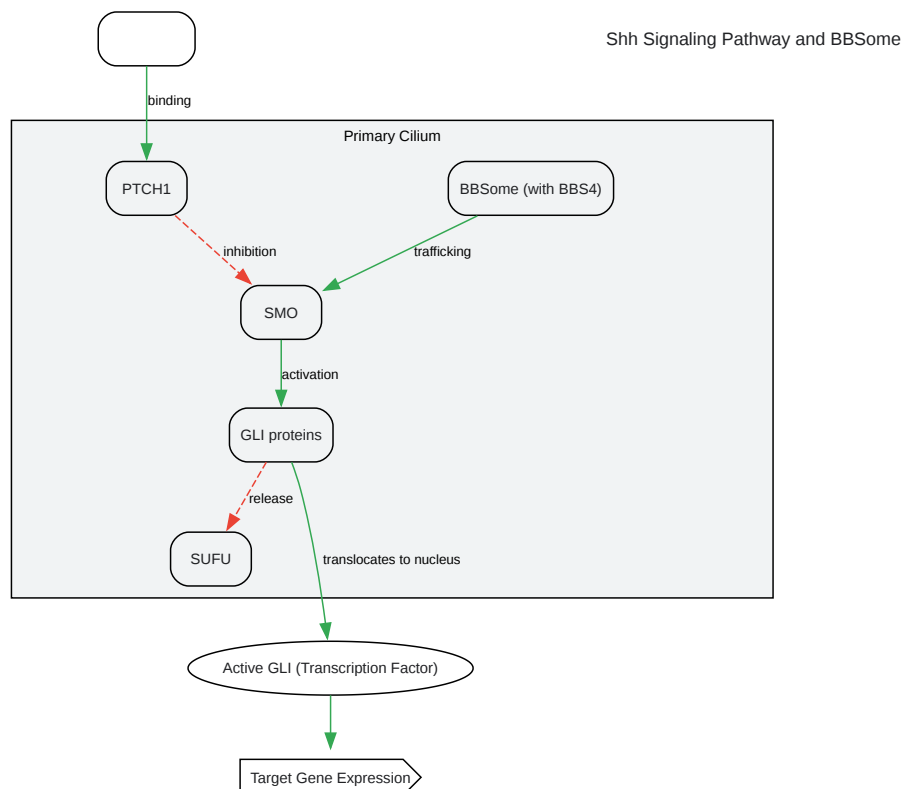 Shh Signaling Pathway and BBSome
binding
Primary Cilium
PTCH1
BBSome (with BBS4)
inhibition
trafficking
SMO
activation
GLI proteins
release
SUFU
translocates to nucleus
Active GLI (Transcription Factor)
Target Gene Expression